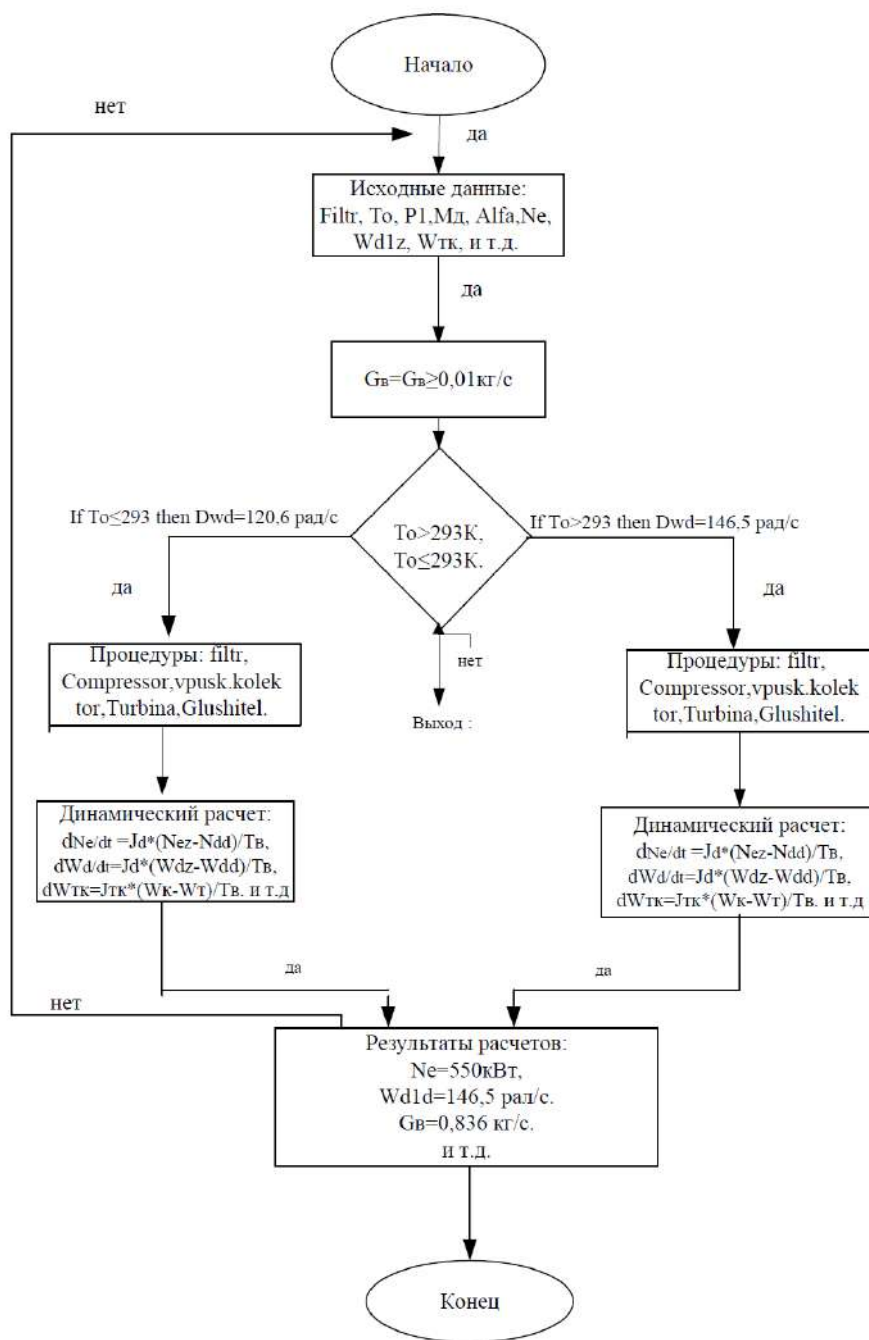 Начало
нет
да
Исходные данные:
Filtr, To, P1,Мд, Alfa,Ne,
Wd1z, Wтк, и т.д.
да
Gв=Gв≥0,01кг/с
If To≤293 then Dwd=120,6 рад/с
To>293K,
To≤293K.
If To>293 then Dwd=146,5 рад/с
да
да
нет
Выход :
Процедуры: filtr,
Compressor,vpusk.kolek
tor,Turbina,Glushitel.
Процедуры: filtr,
Compressor,vpusk.kolek
tor,Turbina,Glushitel.
Динамический расчет:
dNe/dt =Jd*(Nez-Ndd)/Tв,
dWd/dt=Jd*(Wdz-Wdd)/Tв,
dWтк=Jтк*(Wк-Wт)/Tв. и т.д
Динамический расчет:
dNe/dt =Jd*(Nez-Ndd)/Tв,
dWd/dt=Jd*(Wdz-Wdd)/Tв,
dWтк=Jтк*(Wк-Wт)/Tв. и т.д
да
да
нет
Результаты расчетов:
Ne=550кВт,
Wd1d=146,5 рал/с.
Gв=0,836 кг/с.
и т.д.
Конец